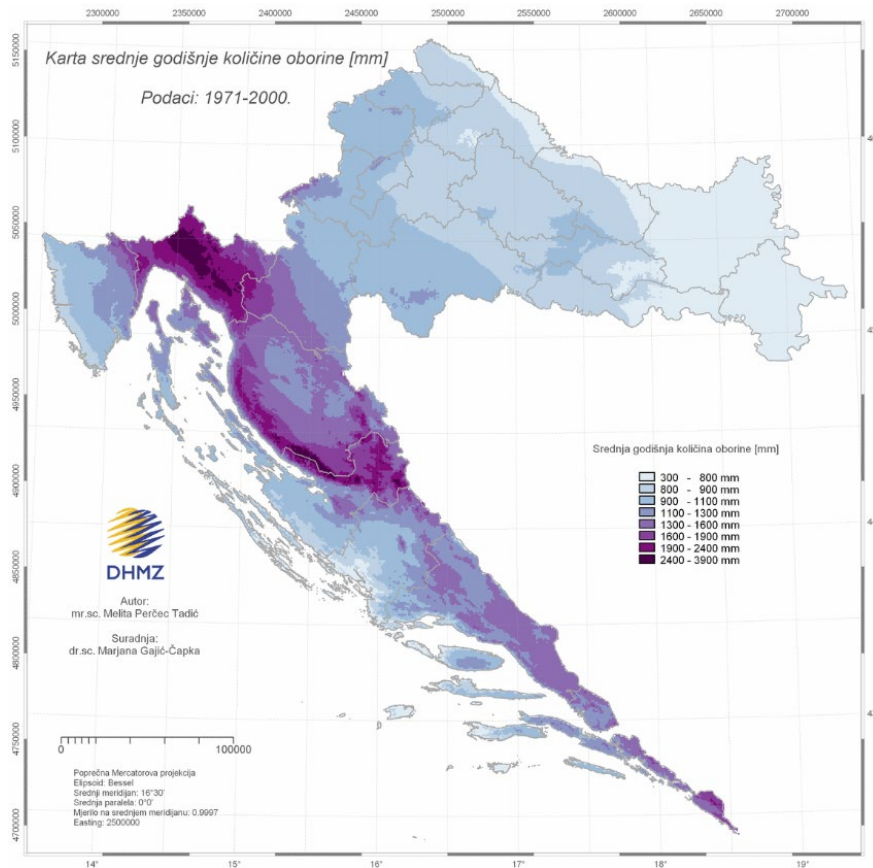 2300000 2350000 2400000 2450000 2500000 2550000 2600000 2650000 2700000
Karta srednje godišnje količine oborine [mm]
Podaci: 1971-2000.
5150000
5100000
5050000
5000000
4950000
4900000
4850000
4800000
4750000
4700000
Srednja godišnja količina oborine [mm]
300 - 800 mm
800 - 900 mm
900 - 1100 mm
1100 - 1300 mm
1300 - 1600 mm
1600 - 1900 mm
1900 - 2400 mm
2400 - 3900 mm
DHMZ
Autor:
mr.sc. Melita Perčec Tadić
Suradnja:
dr.sc. Marjana Gajić-Čapka
0 100000
Poprečna Mercatorova projekcija
Elipsoid: Bessel
Srednji meridijan: 16°30'
Srednja paralela: 0°0'
Mjerilo na srednjem meridijanu: 0.9997
Easting: 2500000
14° 15° 16° 17° 18° 19°